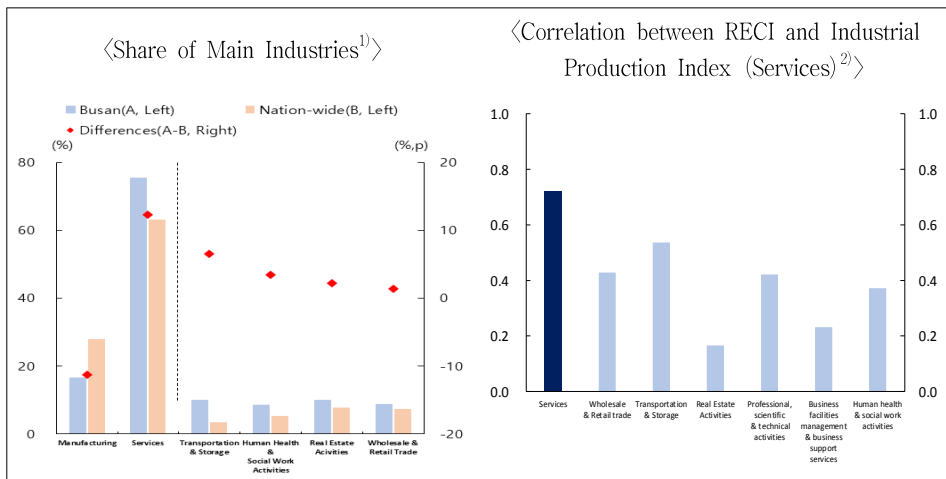 〈Share of Main Industries1)〉
Busan(A, Left)
Nation-wide(B, Left)
Differences(A-B, Right)
(%)
(%,p)
80
60
40
20
0
20
10
0
-10
-20
Manufacturing
Services
Transportation
& Storage
Human Health
&
Social Work
Activities
Real Estate
Acivities
Wholesale &
Retail Trade
〈Correlation between RECI and Industrial
Production Index (Services)2)〉
1.0
0.8
0.6
0.4
0.2
0.0
1.0
0.8
0.6
0.4
0.2
0.0
Services
Wholesale
& Retail trade
Transportation
& Storage
Real Estate
Activities
Professional,
scientific
& technical
activities
Business
facilities
management
& business
support
services
Human health
& social work
activities